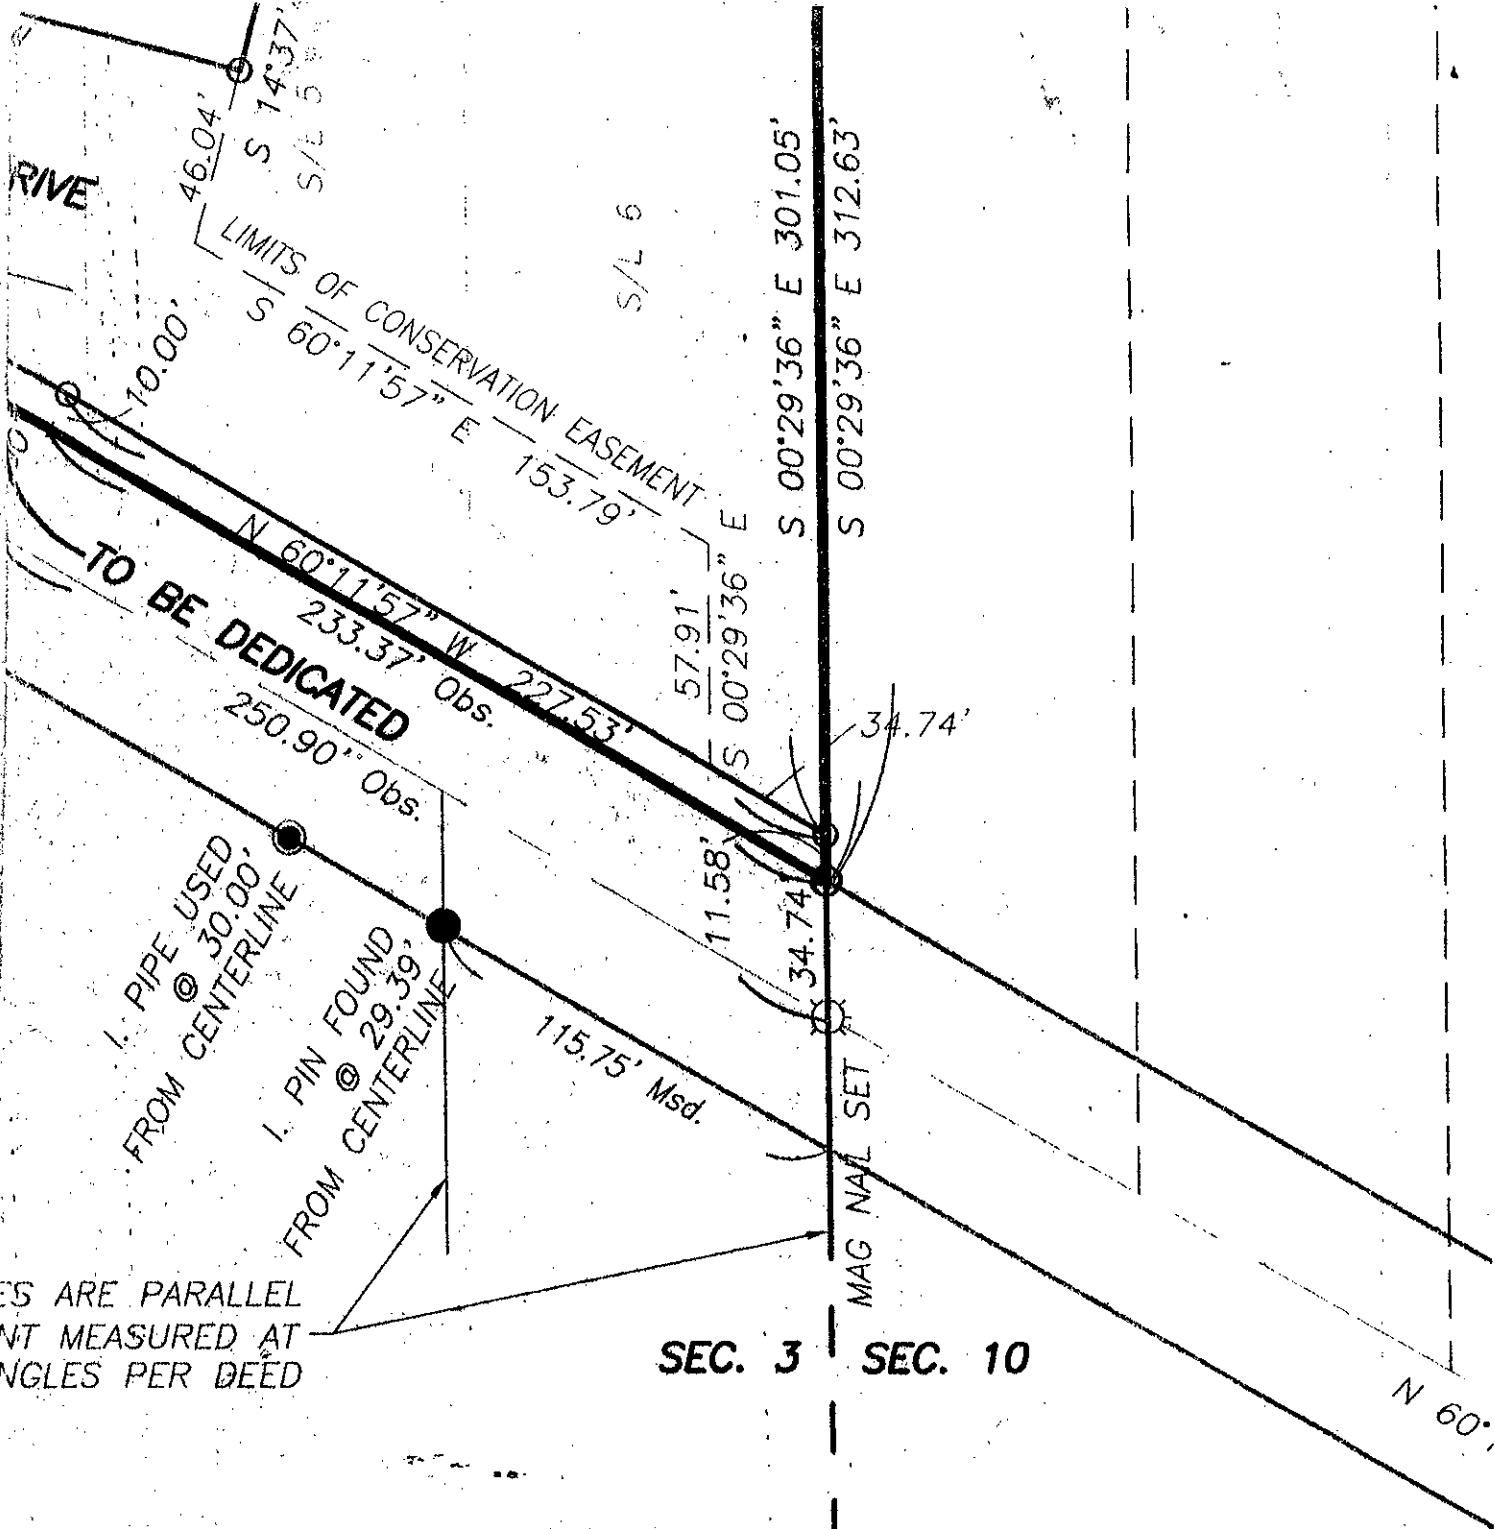 46.04'
S 14°37'
S/L 5
RIVE
LIMITS OF CONSERVATION EASEMENT
S 60°11'57" E 153.79'
S/L 6
S 00°29'36" E 301.05'
S 00°29'36" E 312.63'
10.00'
N 60°11'57" W 227.53'
233.37' Obs.
TO BE DEDICATED
250.90' Obs.
57.91'
S 00°29'36" E
34.74'
11.58'
34.74'
I. PIPE USED
@ 30.00'
FROM CENTERLINE
I. PIN FOUND
@ 29.39'
FROM CENTERLINE
115.75' Msd.
MAG NAIL SET
ES ARE PARALLEL
NT MEASURED AT
NGLES PER DEED
SEC. 3
SEC. 10
N 60°